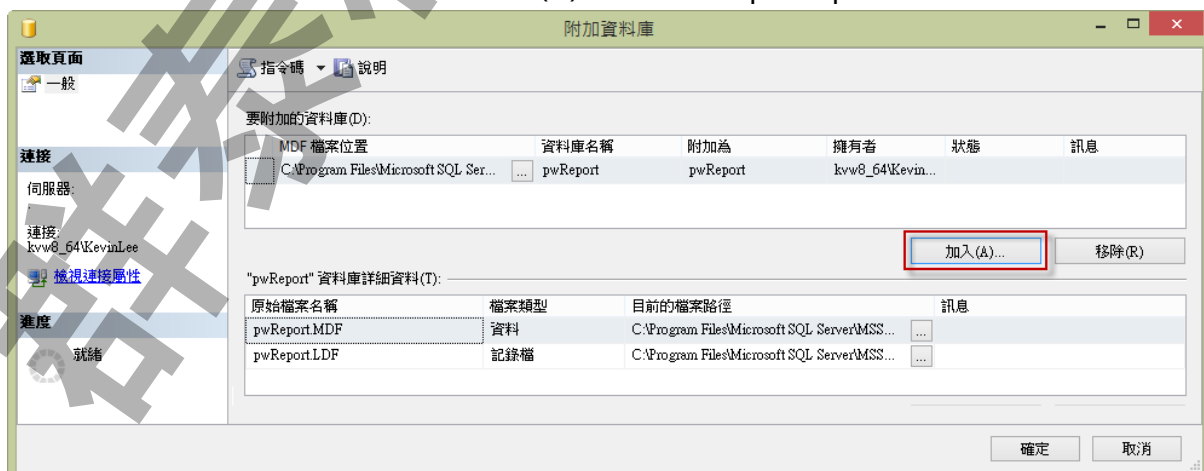 附加資料庫
選取頁面
一般
指令碼 說明
要附加的資料庫(D):
MDF 檔案位置 資料庫名稱 附加為 擁有者 狀態 訊息
C:\Program Files\Microsoft SQL Ser... ... pwReport pwReport kvw8_64\Kevin...
連接
伺服器:
.
連接:
kvw8_64\KevinLee
檢視連接屬性
加入(A)... 移除(R)
"pwReport" 資料庫詳細資料(T):
原始檔案名稱 檔案類型 目前的檔案路徑 訊息
pwReport.MDF 資料 C:\Program Files\Microsoft SQL Server\MSS... ...
pwReport.LDF 記錄檔 C:\Program Files\Microsoft SQL Server\MSS... ...
進度
就緒
確定 取消